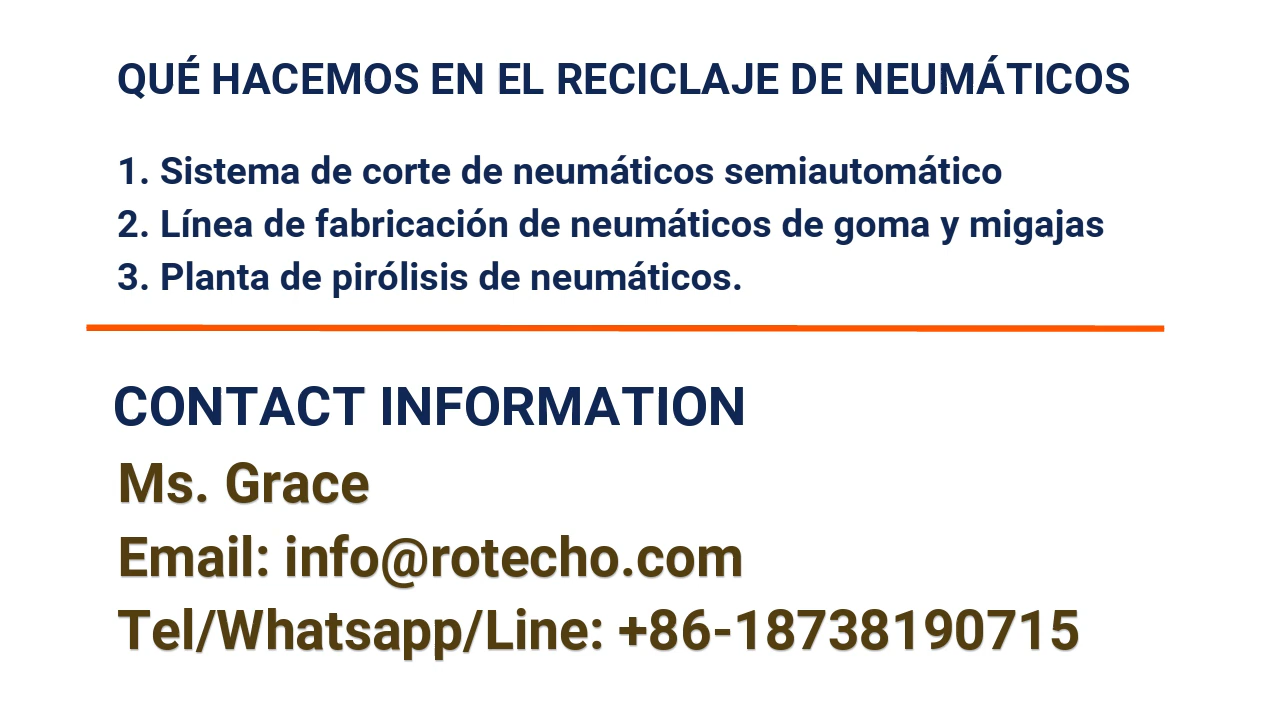 QUÉ HACEMOS EN EL RECICLAJE DE NEUMÁTICOS
1. Sistema de corte de neumáticos semiautomático
2. Línea de fabricación de neumáticos de goma y migajas
3. Planta de pirólisis de neumáticos.
CONTACT INFORMATION
Ms. Grace
Email: info@rotecho.com
Tel/Whatsapp/Line: +86-18738190715